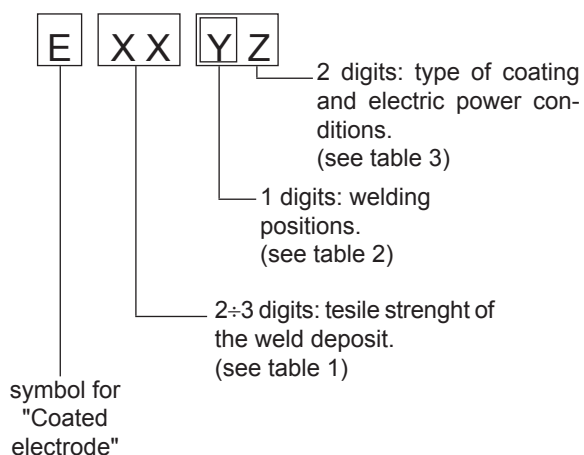 E XX Y Z
2 digits: type of coating
and electric power con-
ditions.
(see table 3)
1 digits: welding
positions.
(see table 2)
2÷3 digits: tesile strenght of
the weld deposit.
(see table 1)
symbol for
"Coated
electrode"